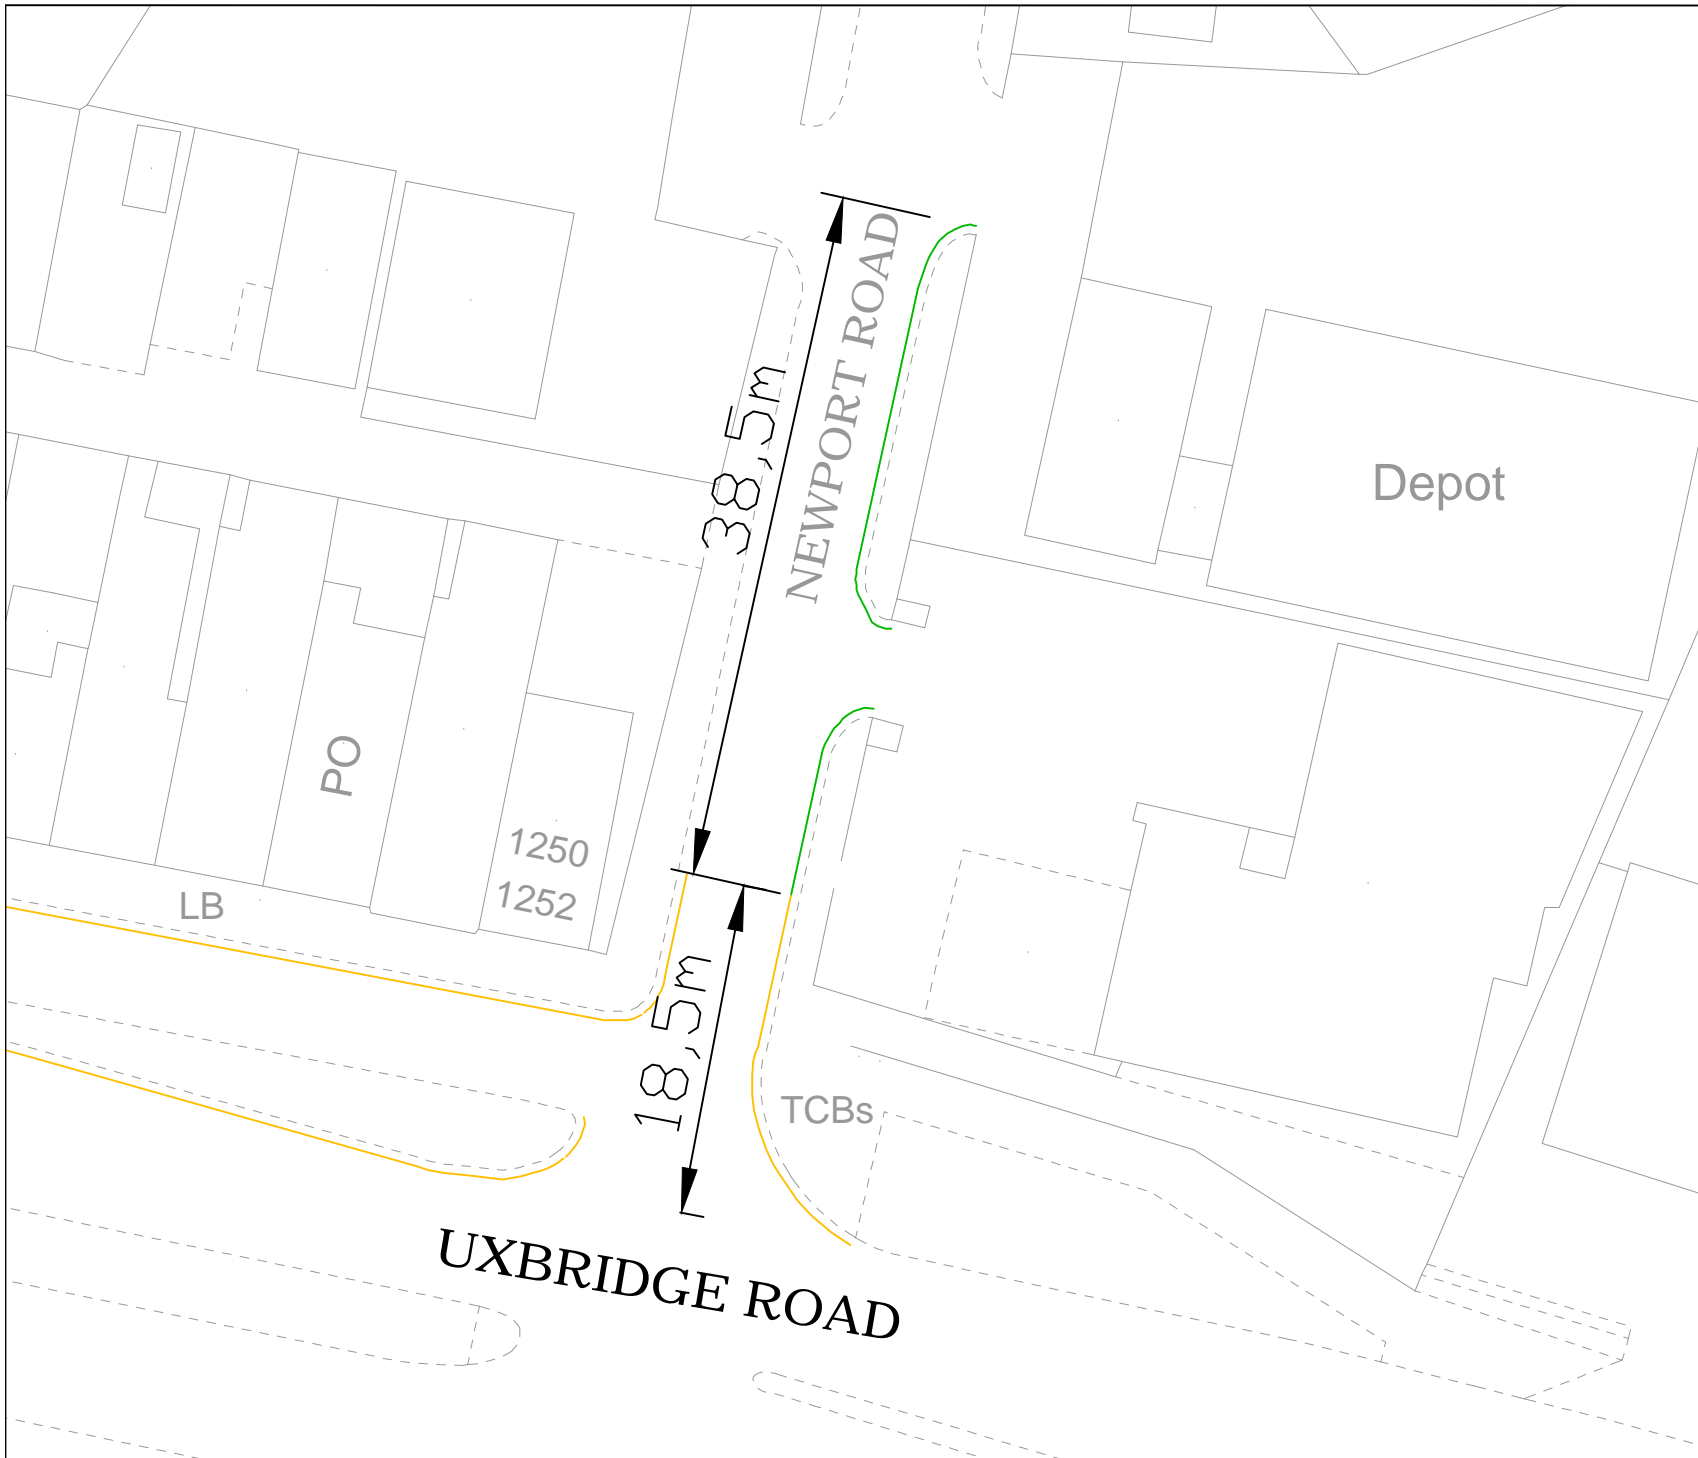 NEWPORT ROAD
38,5m
Depot
PO
1250
1252
LB
18,5m
TCBs
UXBRIDGE ROAD